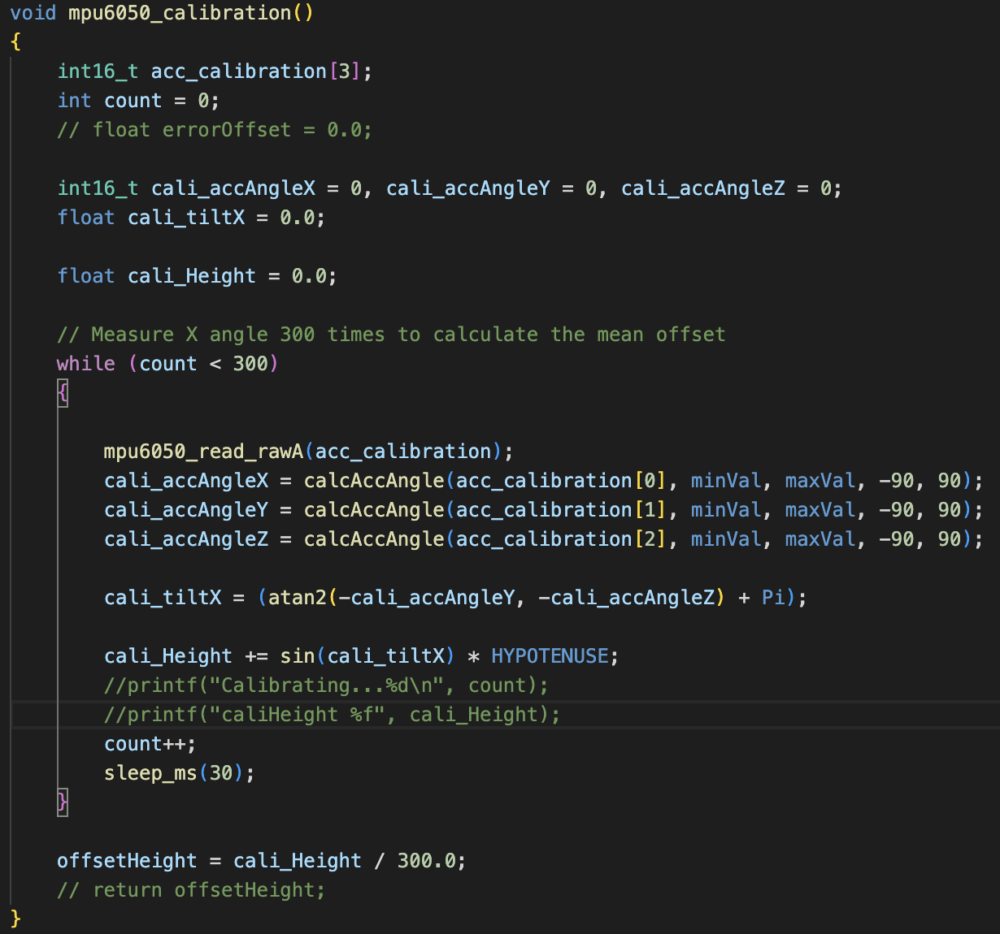 void mpu6050_calibration()
{
    int16_t acc_calibration[3];
    int count = 0;
    // float errorOffset = 0.0;

    int16_t cali_accAngleX = 0, cali_accAngleY = 0, cali_accAngleZ = 0;
    float cali_tiltX = 0.0;

    float cali_Height = 0.0;

    // Measure X angle 300 times to calculate the mean offset
    while (count < 300)
    {

        mpu6050_read_rawA(acc_calibration);
        cali_accAngleX = calcAccAngle(acc_calibration[0], minVal, maxVal, -90, 90);
        cali_accAngleY = calcAccAngle(acc_calibration[1], minVal, maxVal, -90, 90);
        cali_accAngleZ = calcAccAngle(acc_calibration[2], minVal, maxVal, -90, 90);

        cali_tiltX = (atan2(-cali_accAngleY, -cali_accAngleZ) + Pi);

        cali_Height += sin(cali_tiltX) * HYPOTENUSE;
        //printf("Calibrating...%d\n", count);
        //printf("caliHeight %f", cali_Height);
        count++;
        sleep_ms(30);
    }

    offsetHeight = cali_Height / 300.0;
    // return offsetHeight;
}